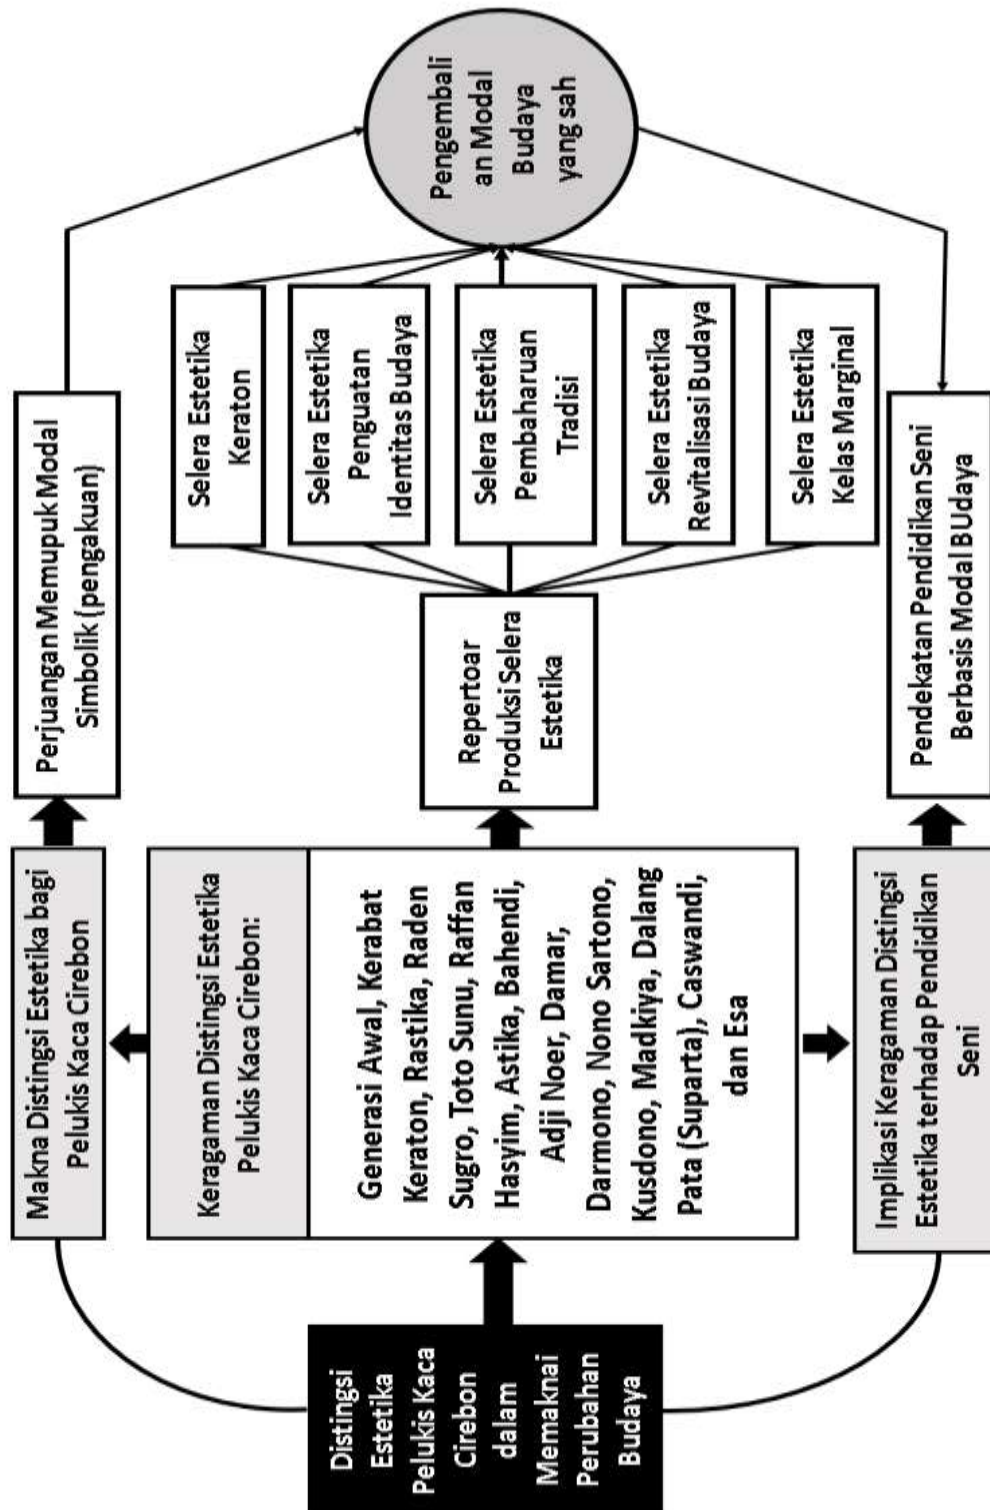 Distingsi
Estetika
Pelukis Kaca
Cirebon
dalam
Memaknai
Perubahan
Budaya
Makna Distingsi Estetika bagi
Pelukis Kaca Cirebon
Keragaman Distingsi Estetika
Pelukis Kaca Cirebon:
Generasi Awal, Kerabat
Keraton, Rastika, Raden
Sugro, Toto Sunu, Raffan
Hasyim, Astika, Bahendi,
Adji Noer, Damar,
Darmono, Nono Sartono,
Kusdono, Madkiya, Dalang
Pata (Suparta), Caswandi,
dan Esa
Implikasi Keragaman Distingsi
Estetika terhadap Pendidikan
Seni
Perjuangan Memupuk Modal
Simbolik (pengakuan)
Repertoar
Produksi Selera
Estetika
Pendekatan Pendidikan Seni
Berbasis Modal BUdaya
Selera Estetika
Keraton
Selera Estetika
Penguatan
Identitas Budaya
Selera Estetika
Pembaharuan
Tradisi
Selera Estetika
Revitalisasi Budaya
Selera Estetika
Kelas Marginal
Pengembali
an Modal
Budaya
yang sah